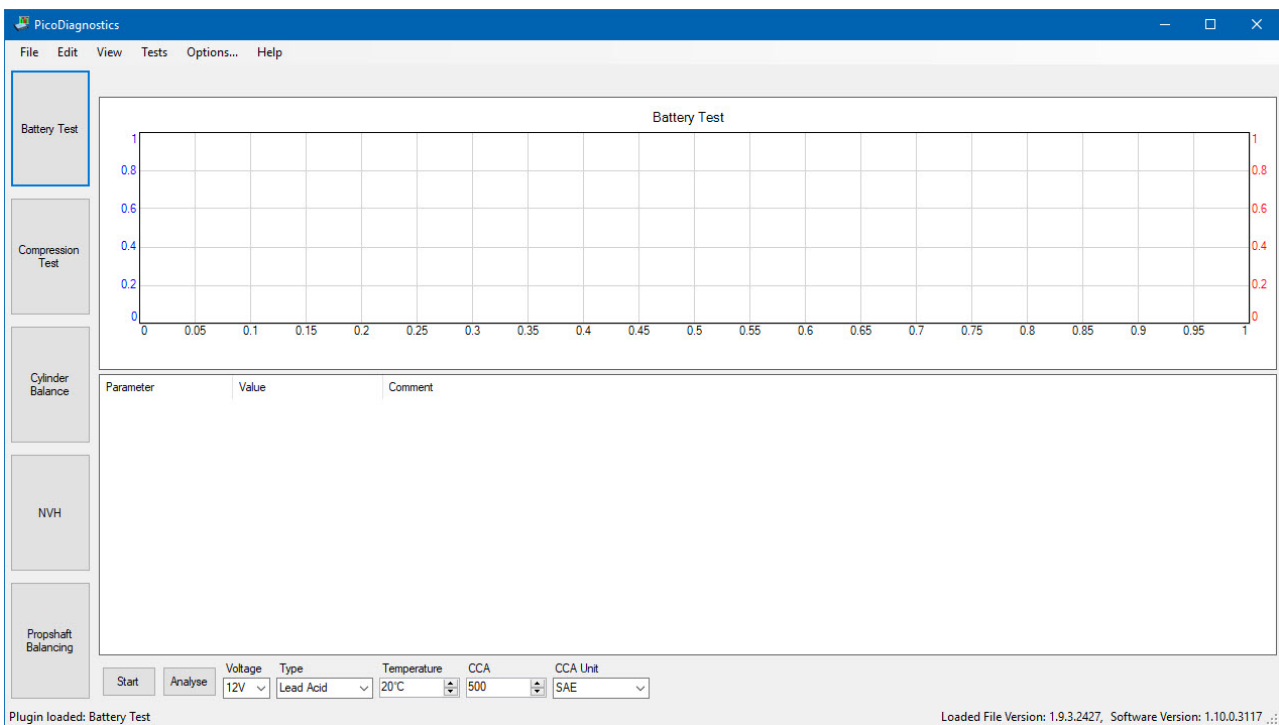 PicoDiagnostics
File Edit View Tests Options... Help
Battery Test
Compression
Test
Cylinder
Balance
NVH
Propshaft
Balancing
Battery Test
1 1
0.8 0.8
0.6 0.6
0.4 0.4
0.2 0.2
0 0
0 0.05 0.1 0.15 0.2 0.25 0.3 0.35 0.4 0.45 0.5 0.55 0.6 0.65 0.7 0.75 0.8 0.85 0.9 0.95 1
Parameter Value Comment
Voltage Type Temperature CCA CCA Unit
Start Analyse 12V Lead Acid 20°C 500 SAE
Plugin loaded: Battery Test Loaded File Version: 1.9.3.2427, Software Version: 1.10.0.3117